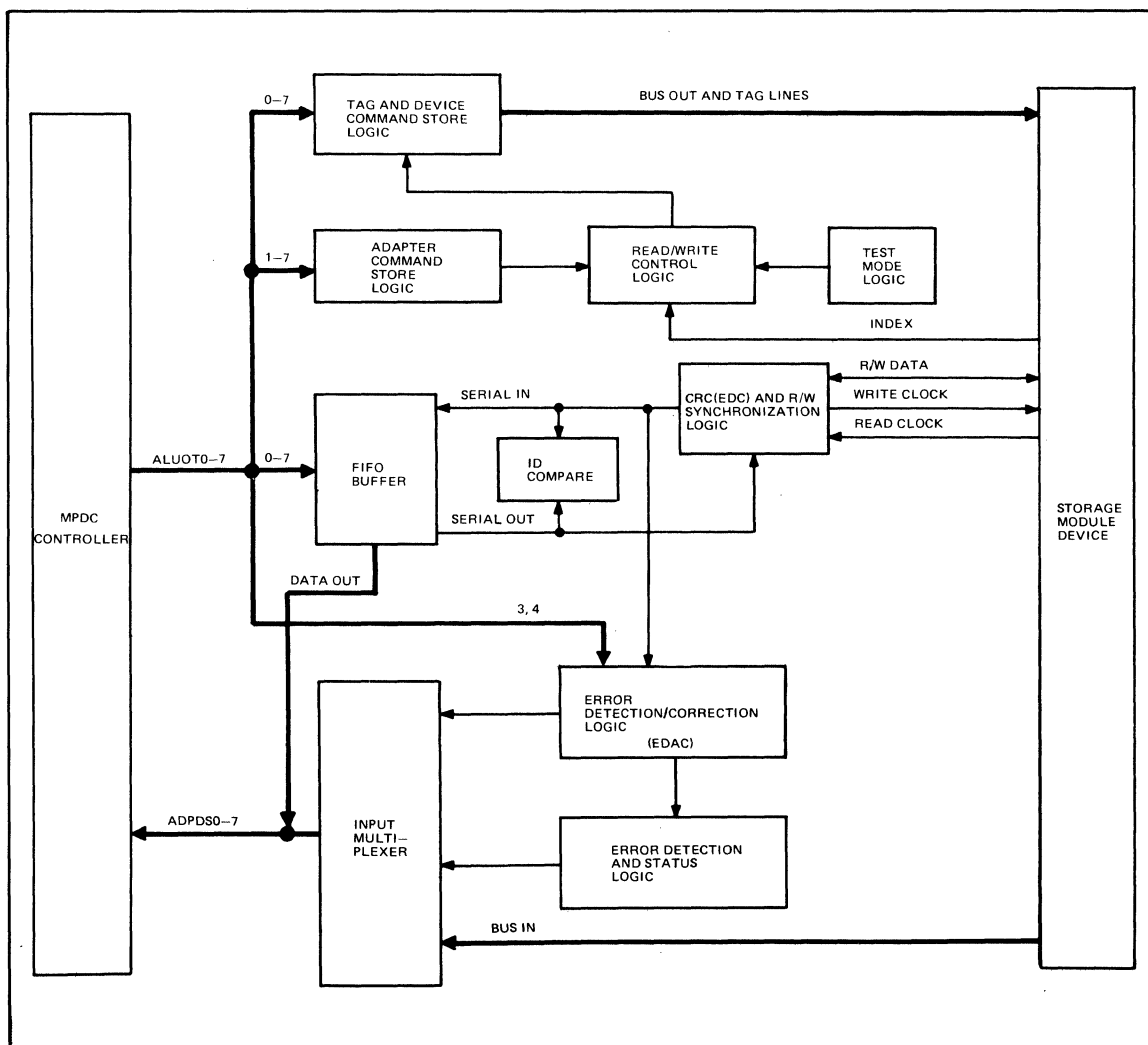 0–7
TAG AND DEVICE
COMMAND STORE
LOGIC
BUS OUT AND TAG LINES
1–7
ADAPTER
COMMAND
STORE
LOGIC
READ/WRITE
CONTROL
LOGIC
TEST
MODE
LOGIC
INDEX
R/W DATA
WRITE CLOCK
READ CLOCK
CRC(EDC) AND R/W
SYNCHRONIZATION
LOGIC
SERIAL IN
ID
COMPARE
SERIAL OUT
ALUOT0–7
0–7
FIFO
BUFFER
MPDC
CONTROLLER
STORAGE
MODULE
DEVICE
DATA OUT
3, 4
ERROR
DETECTION/CORRECTION
LOGIC
(EDAC)
ADPDS0–7
INPUT
MULTI–
PLEXER
ERROR DETECTION
AND STATUS
LOGIC
BUS IN